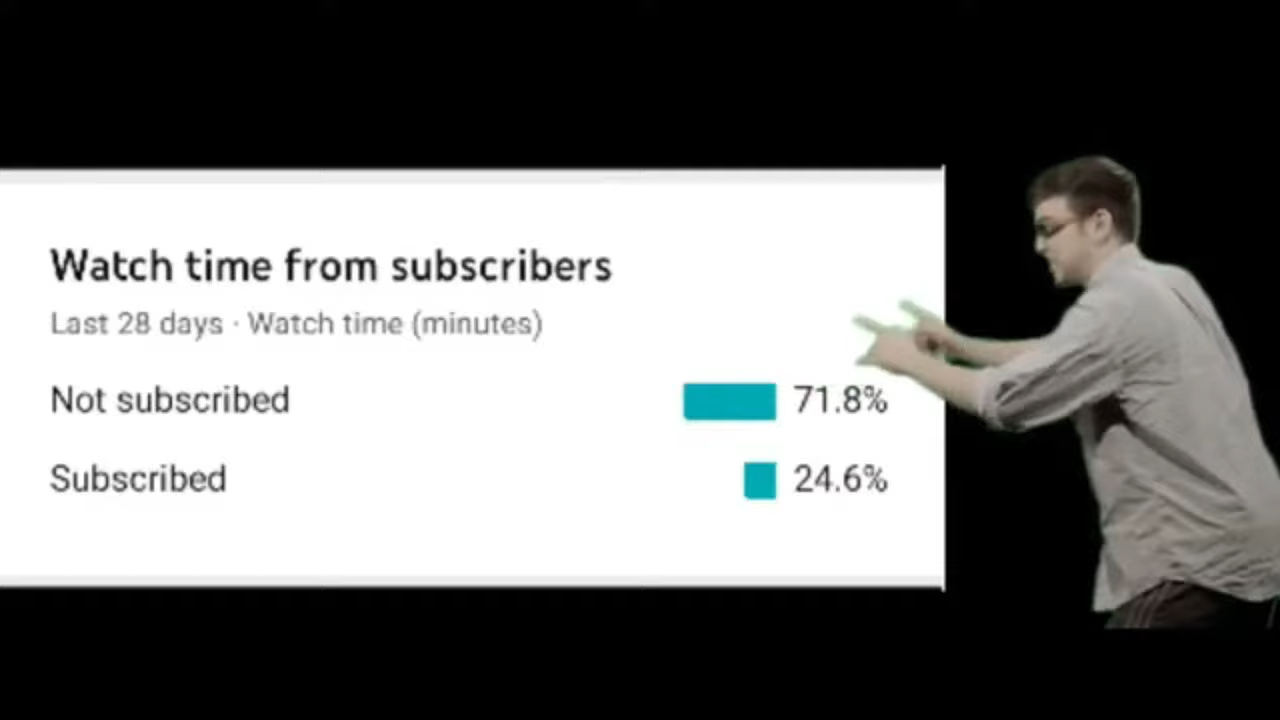 Watch time from subscribers
Last 28 days · Watch time (minutes)
Not subscribed 71.8%
Subscribed 24.6%